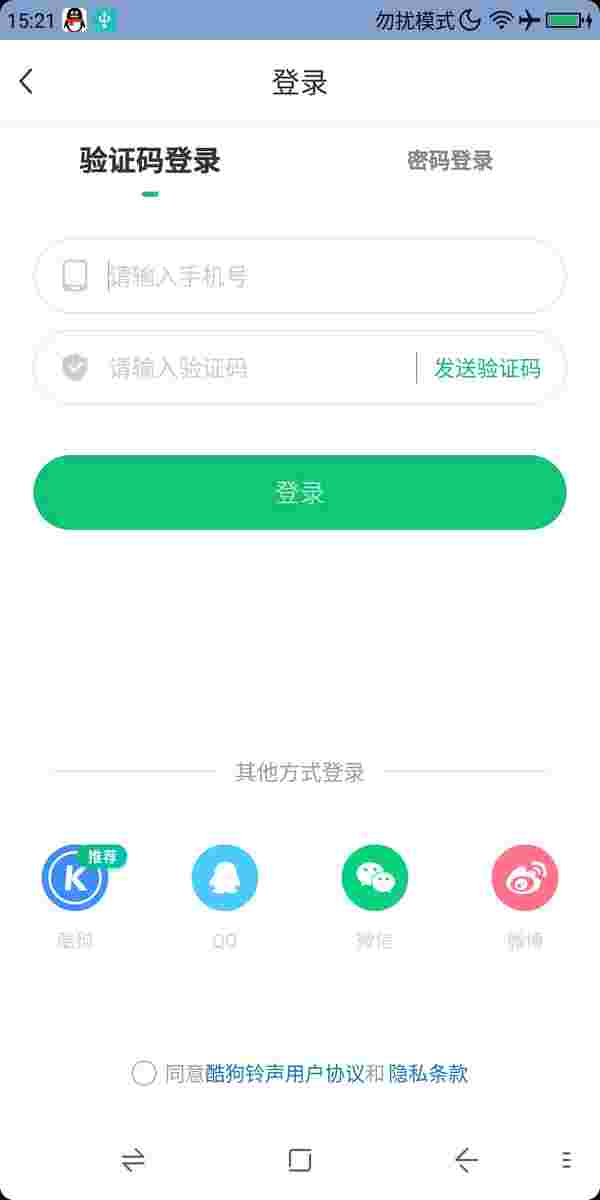 15:21 勿扰模式
登录
验证码登录 密码登录
请输入手机号
请输入验证码 发送验证码
登录
其他方式登录
K 推荐
酷狗 QQ 微信 微博
同意酷狗铃声用户协议和隐私条款